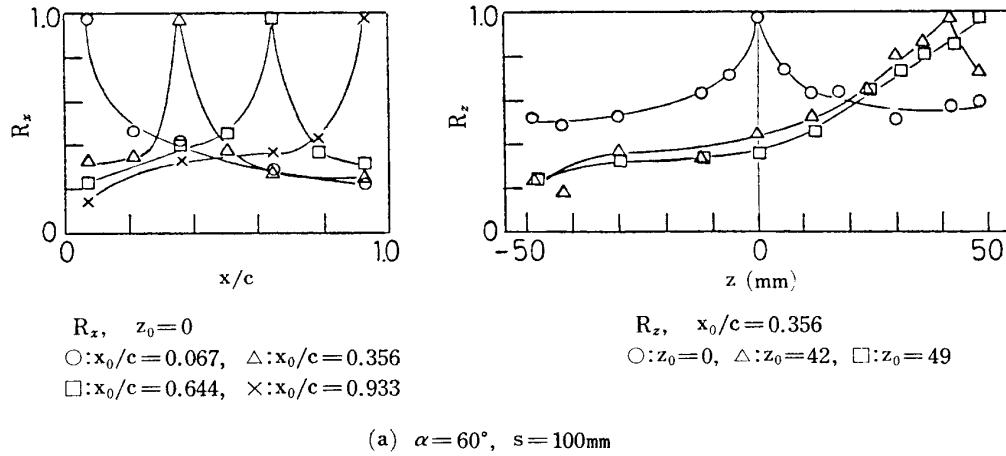 1.0
Rx
0
0
1.0
x/c
Rx, z0=0
○:x0/c=0.067, △:x0/c=0.356
□:x0/c=0.644, ×:x0/c=0.933
1.0
Rz
0
-50
0
50
z (mm)
Rz, x0/c=0.356
○:z0=0, △:z0=42, □:z0=49
(a) α=60°, s=100mm